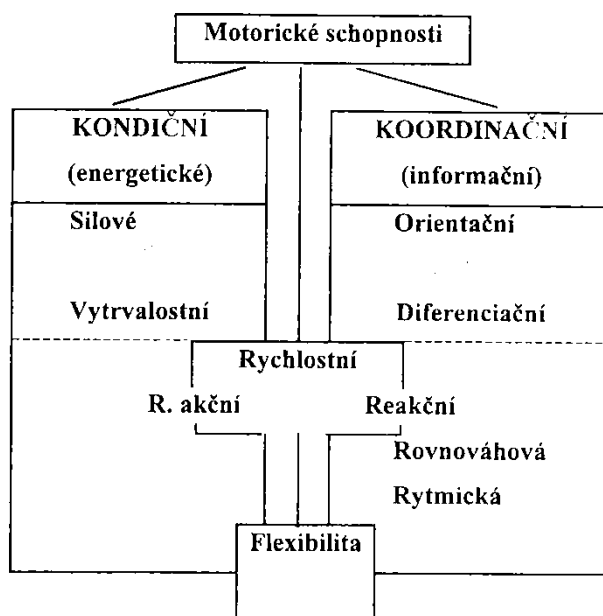 Motorické schopnosti
KONDIČNÍ
(energetické)
KOORDINAČNÍ
(informační)
Silové
Orientační
Vytrvalostní
Diferenciační
Rychlostní
R. akční
Reakční
Rovnováhová
Rytmická
Flexibilita